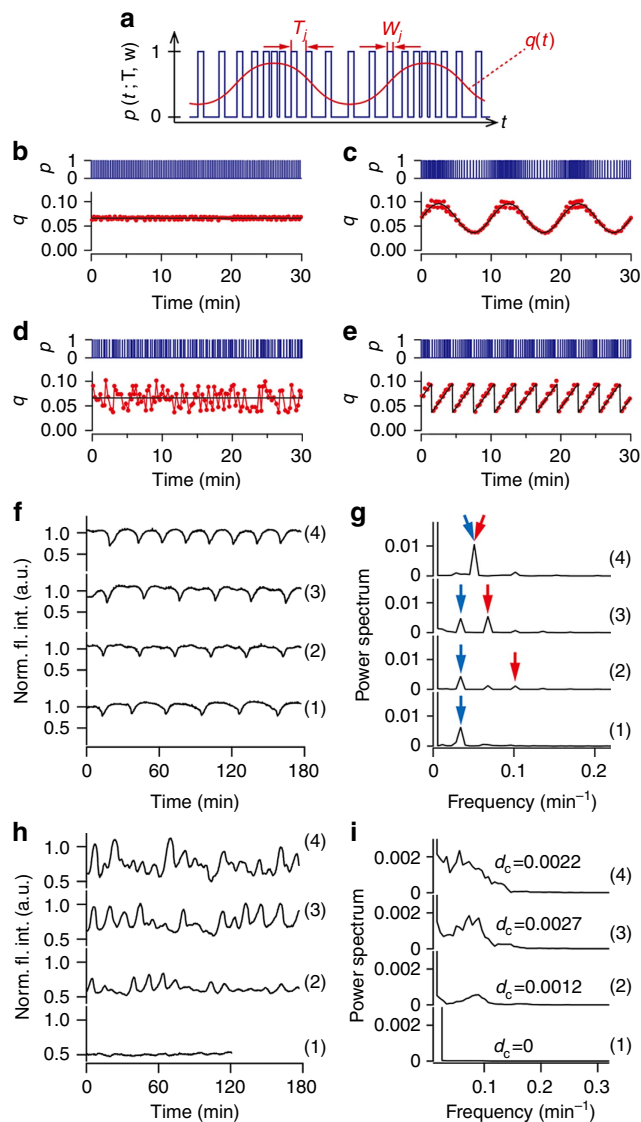 a
p (t ; T, w)
1
0
T_j
W_j
q(t)
t
b
p
1
0
q
0.10
0.05
0.00
0 10 20 30
Time (min)
c
p
1
0
q
0.10
0.05
0.00
0 10 20 30
Time (min)
d
p
1
0
q
0.10
0.05
0.00
0 10 20 30
Time (min)
e
p
1
0
q
0.10
0.05
0.00
0 10 20 30
Time (min)
f
Norm. fl. int. (a.u.)
1.0
0.5
(4)
1.0
0.5
(3)
1.0
0.5
(2)
1.0
0.5
(1)
0 60 120 180
Time (min)
g
Power spectrum
0.01
0
(4)
0.01
0
(3)
0.01
0
(2)
0.01
0
(1)
0 0.1 0.2
Frequency (min⁻¹)
h
Norm. fl. int. (a.u.)
1.0
0.5
(4)
1.0
0.5
(3)
1.0
0.5
(2)
1.0
0.5
(1)
0 60 120 180
Time (min)
i
Power spectrum
0.002
0
d_c=0.0022
(4)
0.002
0
d_c=0.0027
(3)
0.002
0
d_c=0.0012
(2)
0.002
0
d_c=0
(1)
0.1 0.2 0.3
Frequency (min⁻¹)